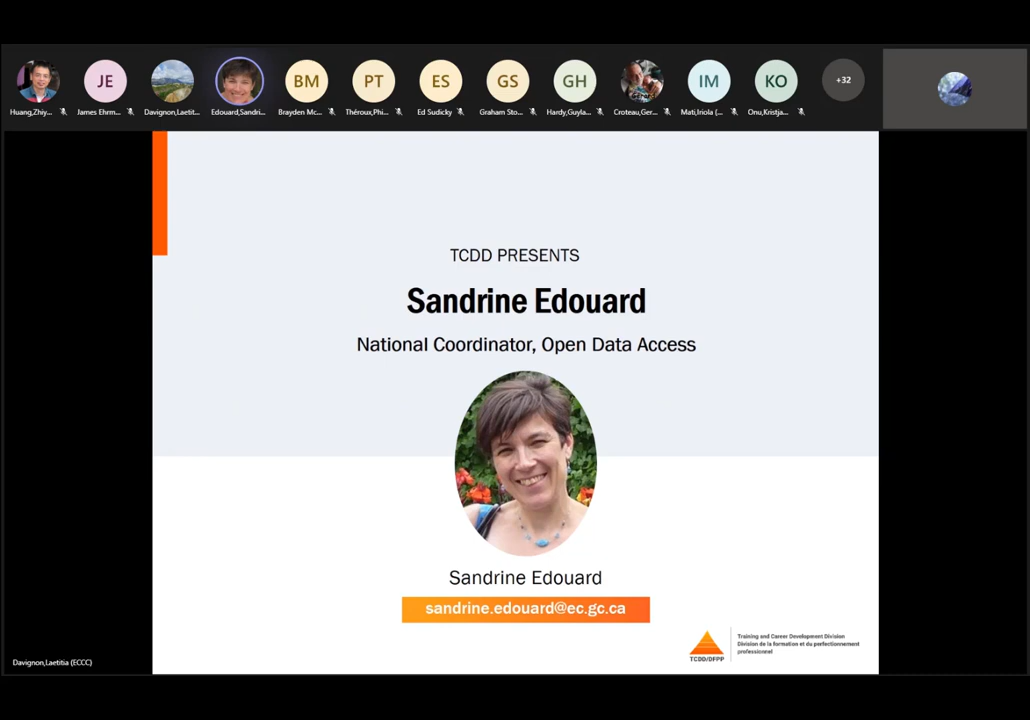 JE
BM
PT
ES
GS
GH
IM
KO
+32
Huang,Zhiy...
James Ehrm...
Davignon,Laetit...
Edouard,Sandri...
Brayden Mc...
Théroux,Phi...
Ed Sudicky
Graham Sto...
Hardy,Guyla...
Croteau,Ger...
Mati,Iriola (...
Onu,Kristja...
TCDD PRESENTS
Sandrine Edouard
National Coordinator, Open Data Access
Sandrine Edouard
sandrine.edouard@ec.gc.ca
TCDD/DFPP
Training and Career Development Division
Division de la formation et du perfectionnement
professionnel
Davignon,Laetitia (ECCC)